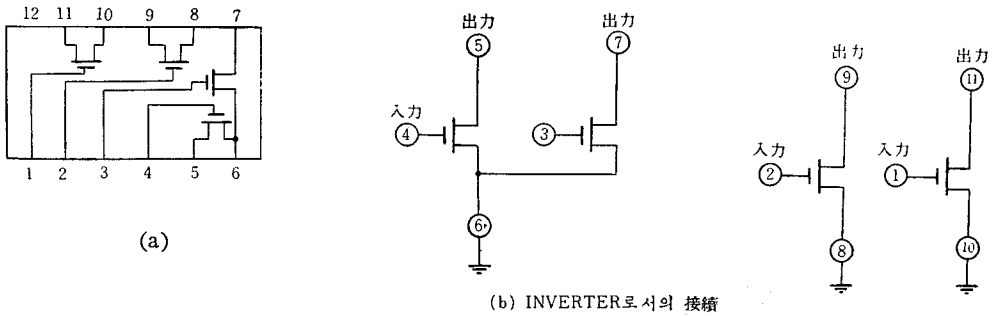 12 11 10 9 8 7
1 2 3 4 5 6
(a)
出力 出力
⑤ ⑦
入力
④ ③
⑥
出力 出力
⑨ ⑪
入力 入力
② ①
⑧ ⑩
(b) INVERTER로서의 接續